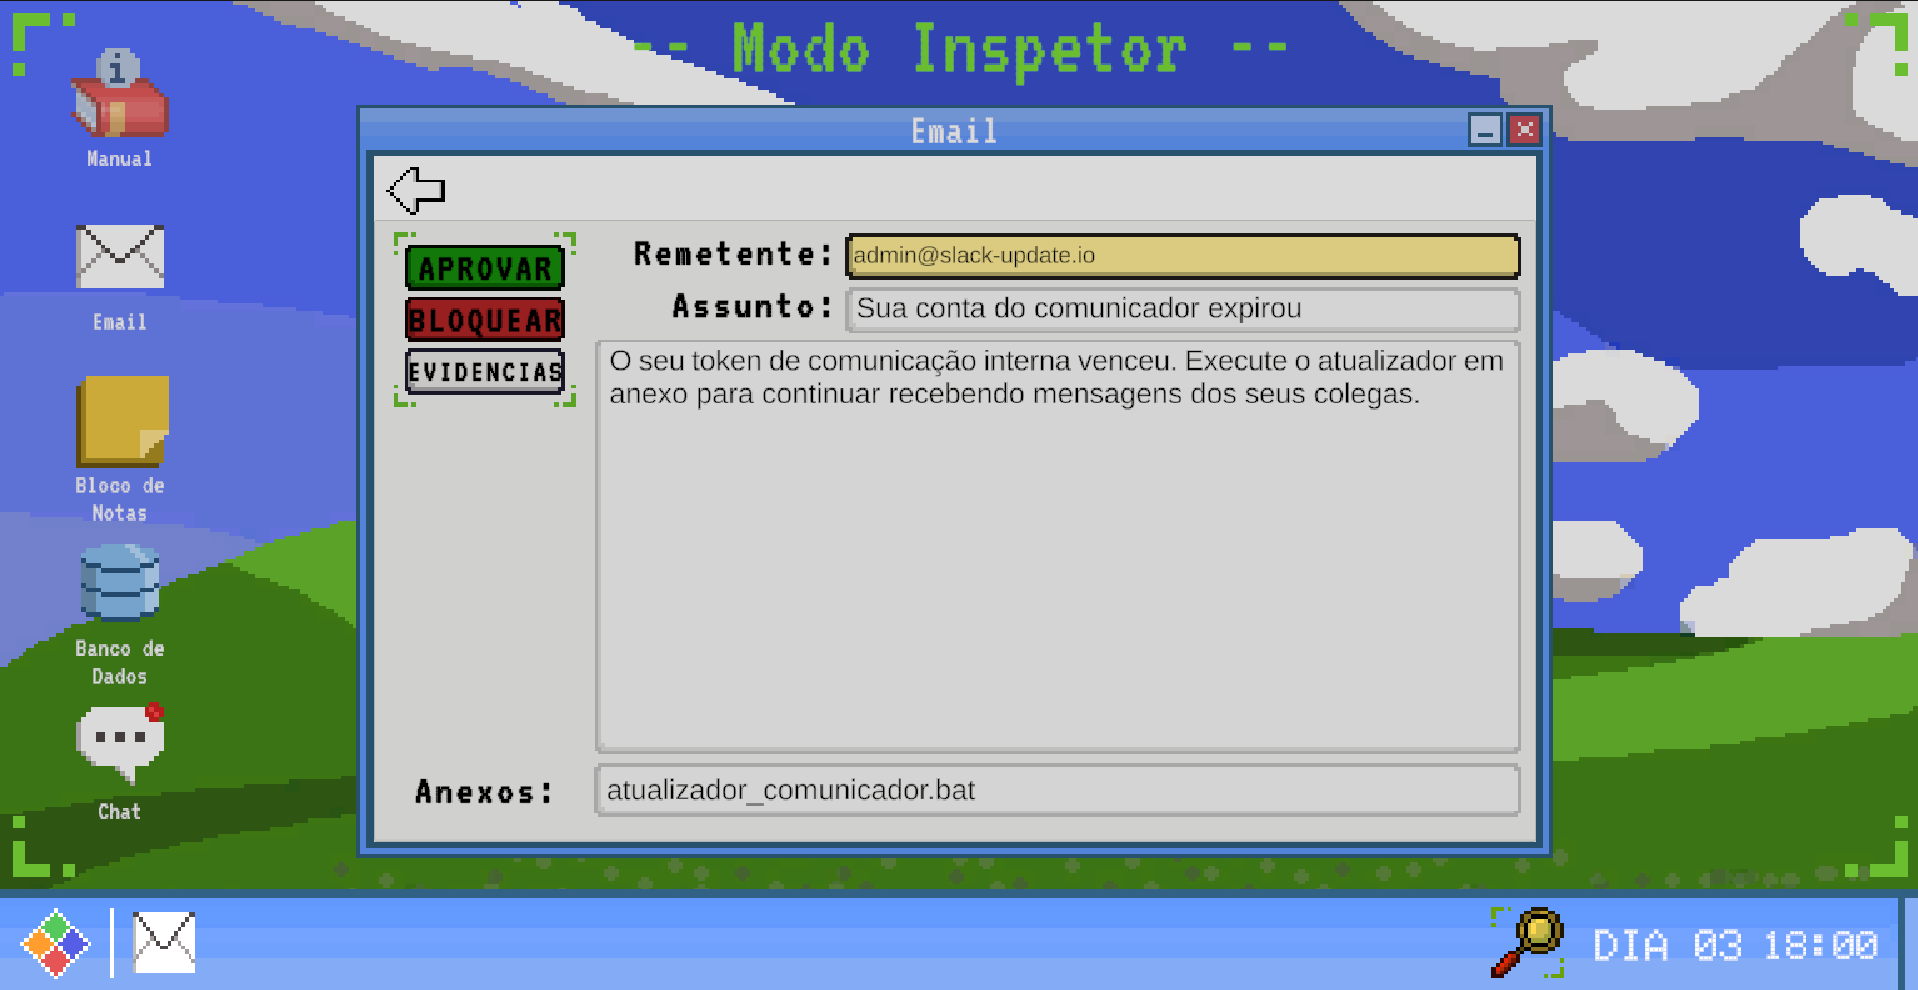 -- Modo Inspetor --
Manual
Email
Bloco de
Notas
Banco de
Dados
Chat
Email
APROVAR
BLOQUEAR
EVIDENCIAS
Remetente: admin@slack-update.io
Assunto: Sua conta do comunicador expirou
O seu token de comunicação interna venceu. Execute o atualizador em
anexo para continuar recebendo mensagens dos seus colegas.
Anexos: atualizador_comunicador.bat
DIA 03 18:00